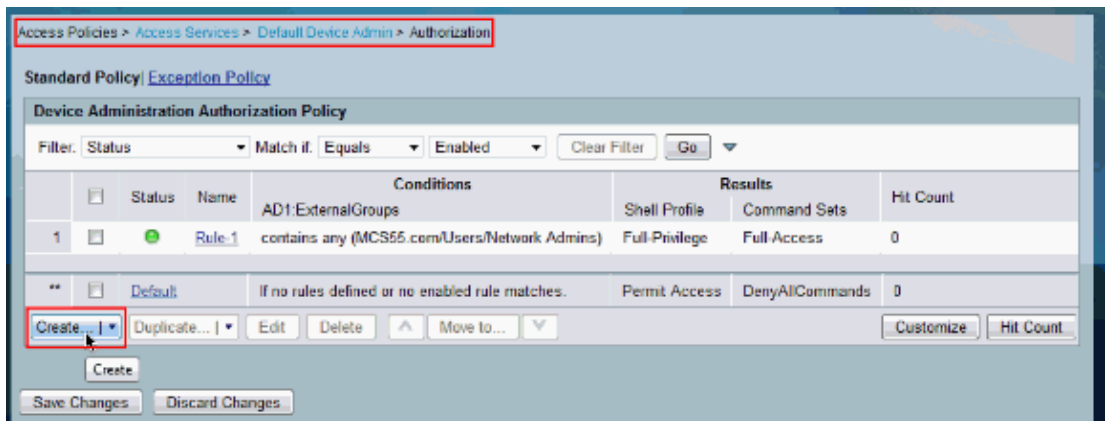 Access Policies > Access Services > Default Device Admin > Authorization
Standard Policy| Exception Policy
Device Administration Authorization Policy
Filter: Status Match if: Equals Enabled Clear Filter Go
Conditions Results
Status Name Hit Count
AD1:ExternalGroups Shell Profile Command Sets
1 Rule-1 contains any (MCS55.com/Users/Network Admins) Full-Privilege Full-Access 0
** Default If no rules defined or no enabled rule matches. Permit Access DenyAllCommands 0
Create... | Duplicate... | Edit Delete Move to... Customize Hit Count
Create
Save Changes Discard Changes